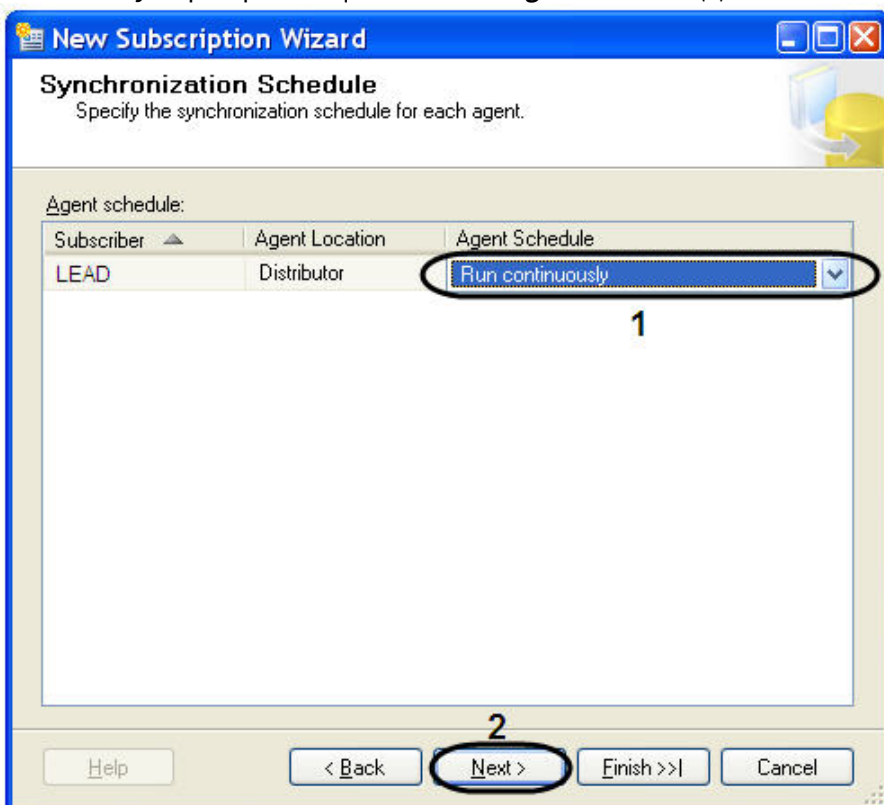 New Subscription Wizard
Synchronization Schedule
Specify the synchronization schedule for each agent.
Agent schedule:
Subscriber Agent Location Agent Schedule
LEAD Distributor Run continuously
1
2
Help < Back Next > Finish >>| Cancel